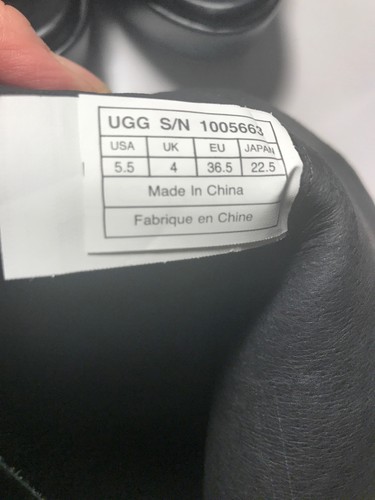 UGG S/N 1005663
USA UK EU JAPAN
5.5 4 36.5 22.5
Made In China
Fabrique en Chine